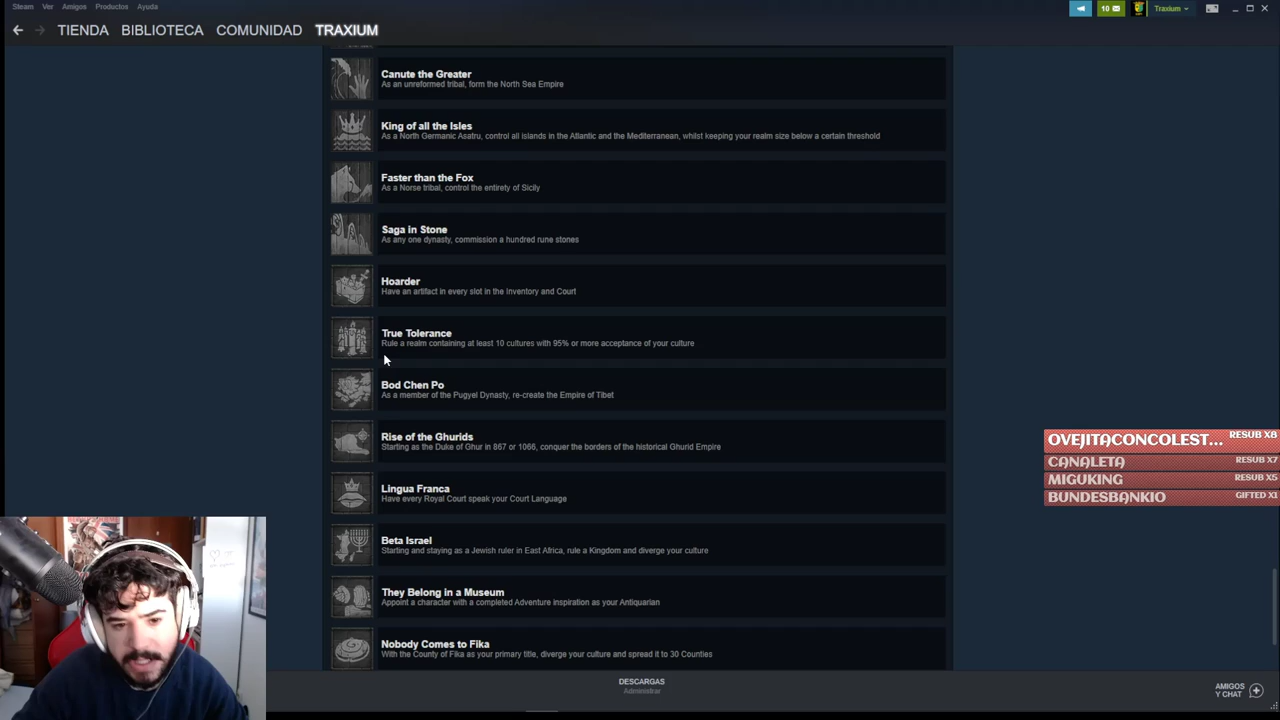 Steam Ver Amigos Productos Ayuda
10 Traxium
TIENDA BIBLIOTECA COMUNIDAD TRAXIUM
Canute the Greater
As an unreformed tribal, form the North Sea Empire
King of all the Isles
As a North Germanic Asatru, control all islands in the Atlantic and the Mediterranean, whilst keeping your realm size below a certain threshold
Faster than the Fox
As a Norse tribal, control the entirety of Sicily
Saga in Stone
As any one dynasty, commission a hundred rune stones
Hoarder
Have an artifact in every slot in the Inventory and Court
True Tolerance
Rule a realm containing at least 10 cultures with 95% or more acceptance of your culture
Bod Chen Po
As a member of the Pugyel Dynasty, re-create the Empire of Tibet
Rise of the Ghurids
Starting as the Duke of Ghur in 867 or 1066, conquer the borders of the historical Ghurid Empire
Lingua Franca
Have every Royal Court speak your Court Language
Beta Israel
Starting and staying as a Jewish ruler in East Africa, rule a Kingdom and diverge your culture
They Belong in a Museum
Appoint a character with a completed Adventure inspiration as your Antiquarian
Nobody Comes to Fika
With the County of Fika as your primary title, diverge your culture and spread it to 30 Counties
OVEJITACONCOLEST... RESUB X8
CANALETA RESUB X7
MIGUKING RESUB X5
BUNDESBANKIO GIFTED X1
DESCARGAS
Administrar
AMIGOS
Y CHAT